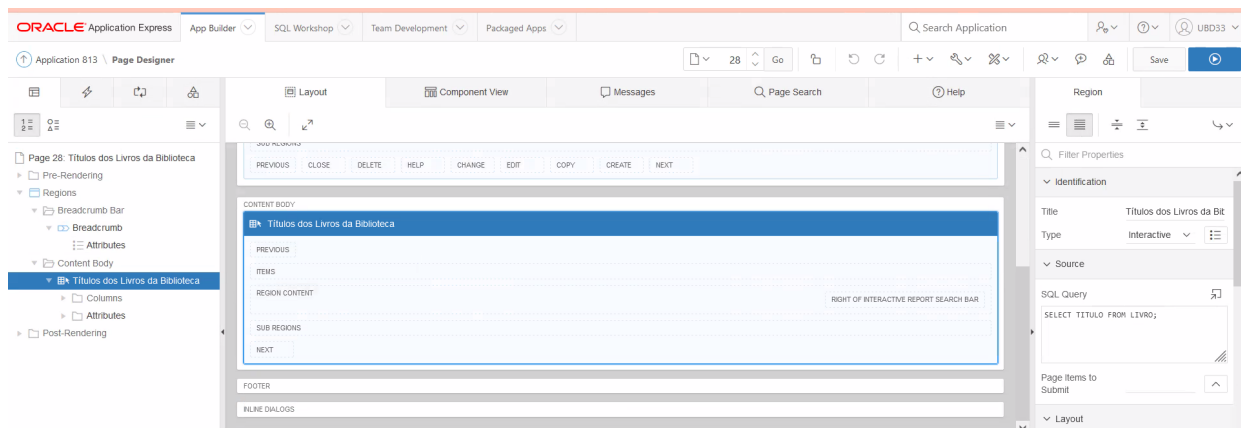 ORACLE Application Express App Builder SQL Workshop Team Development Packaged Apps Search Application UBD33
Application 813 \ Page Designer 28 Go Save
Layout Component View Messages Page Search Help Region
Page 28: Títulos dos Livros da Biblioteca
Pre-Rendering
Regions
Breadcrumb Bar
Breadcrumb
Attributes
Content Body
Títulos dos Livros da Biblioteca
Columns
Attributes
Post-Rendering
SUB REGIONS
PREVIOUS CLOSE DELETE HELP CHANGE EDIT COPY CREATE NEXT
CONTENT BODY
Títulos dos Livros da Biblioteca
PREVIOUS
ITEMS
REGION CONTENT
RIGHT OF INTERACTIVE REPORT SEARCH BAR
SUB REGIONS
NEXT
FOOTER
INLINE DIALOGS
Filter Properties
Identification
Title Títulos dos Livros da Bit
Type Interactive
Source
SQL Query
SELECT TITULO FROM LIVRO;
Page Items to
Submit
Layout